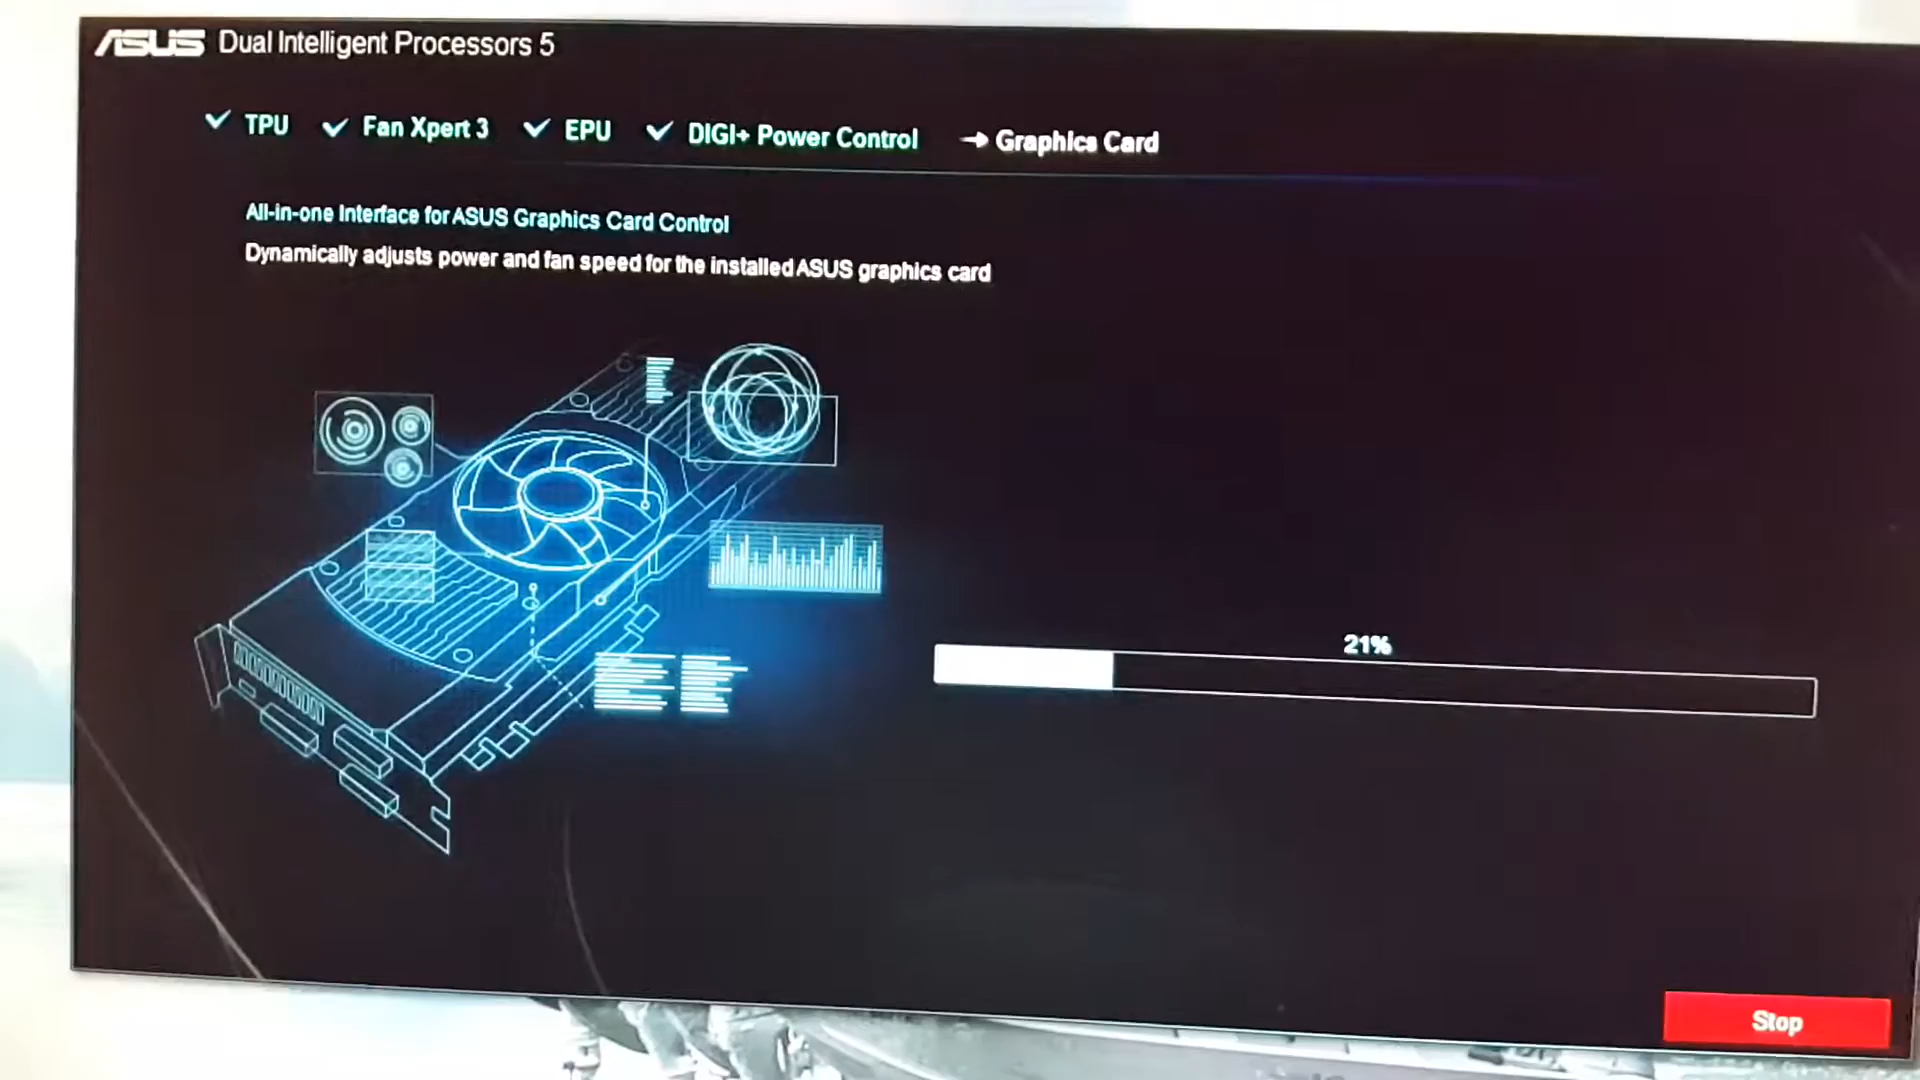 ASUS Dual Intelligent Processors 5
TPU Fan Xpert 3 EPU DIGI+ Power Control Graphics Card
All-in-one Interface for ASUS Graphics Card Control
Dynamically adjusts power and fan speed for the installed ASUS graphics card
21%
Stop